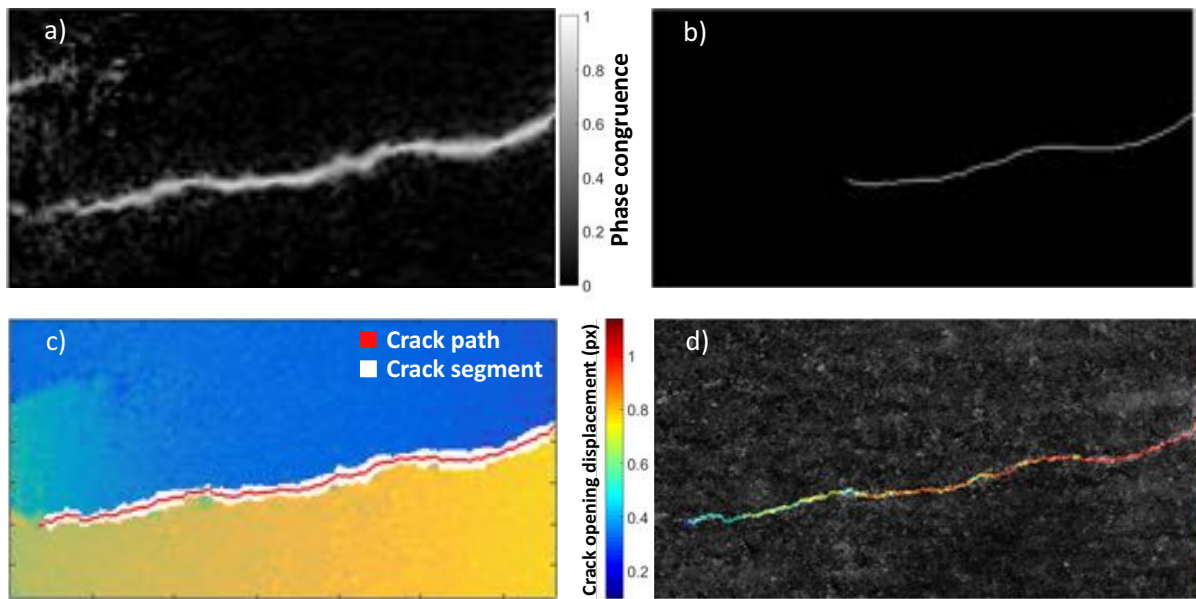 a)
1
0.8
0.6
0.4
0.2
0
Phase congruence
b)
c)
Crack path
Crack segment
Crack opening displacement (px)
1
0.8
0.6
0.4
0.2
d)